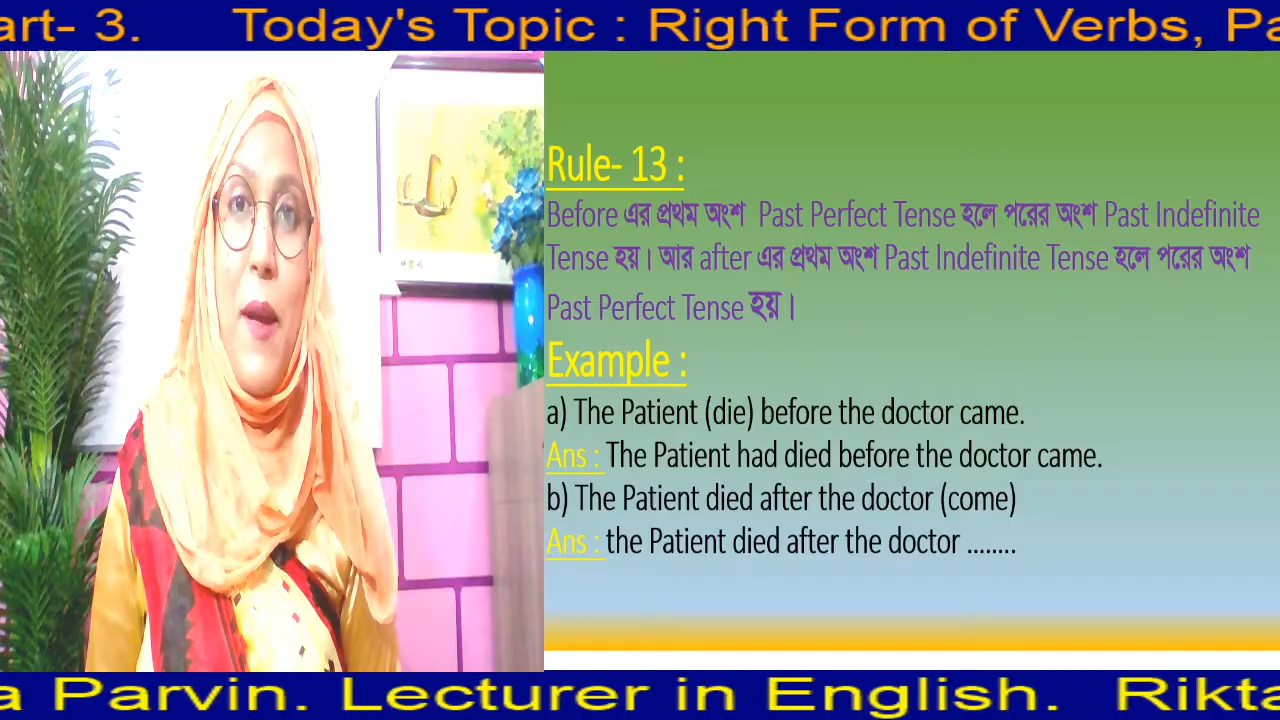 art- 3. Today's Topic : Right Form of Verbs, Pa
Rule- 13 :
Before এর প্রথম অংশ Past Perfect Tense হলে পরের অংশ Past Indefinite
Tense হয়। আর after এর প্রথম অংশ Past Indefinite Tense হলে পরের অংশ
Past Perfect Tense হয়।
Example :
a) The Patient (die) before the doctor came.
Ans : The Patient had died before the doctor came.
b) The Patient died after the doctor (come)
Ans : the Patient died after the doctor ........
a Parvin. Lecturer in English. Rikta